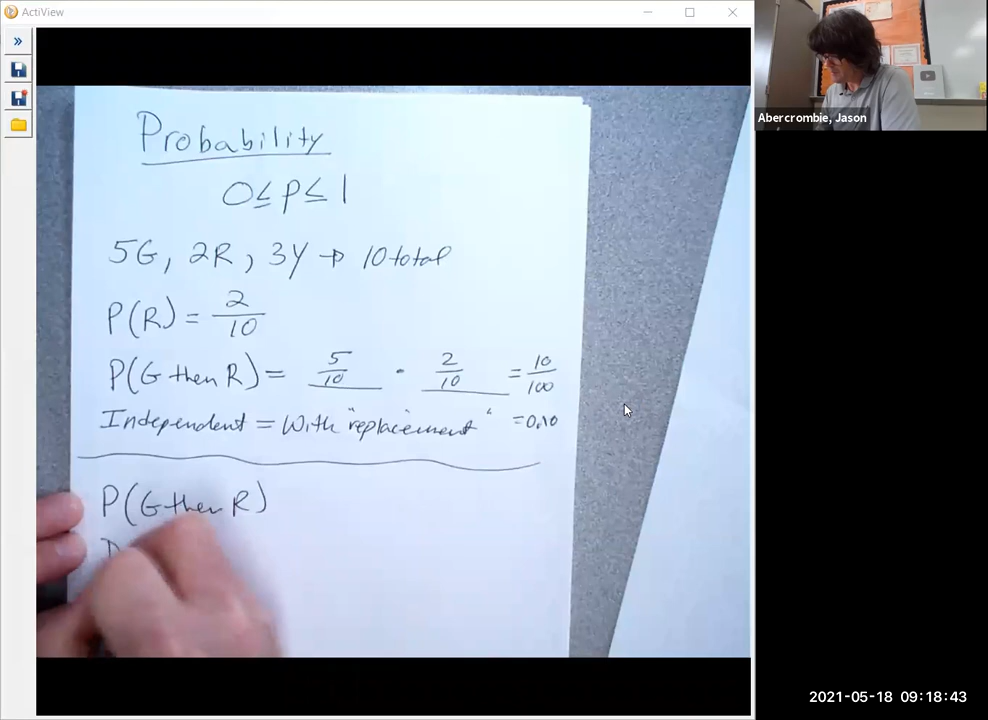 ActiView
Abercrombie, Jason
Probability
0 ≤ p ≤ 1
5G, 2R, 3Y → 10 total
P(R) = 2/10
P(G then R) = 5/10 · 2/10 = 10/100
Independent = With "replacement" = 0.10
P(G then R)
D
2021-05-18 09:18:43